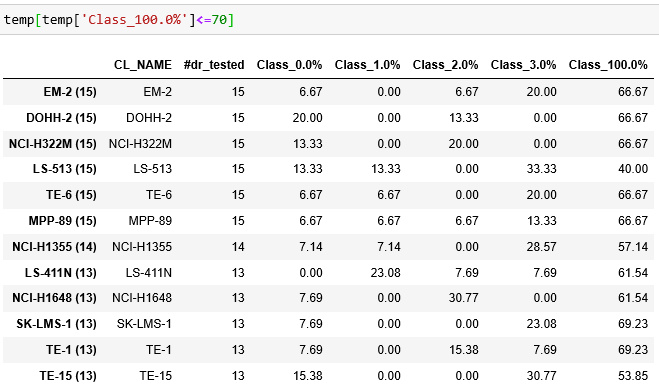 temp[temp['Class_100.0%']<=70]
CL_NAME #dr_tested Class_0.0% Class_1.0% Class_2.0% Class_3.0% Class_100.0%
EM-2 (15) EM-2 15 6.67 0.00 6.67 20.00 66.67
DOHH-2 (15) DOHH-2 15 20.00 0.00 13.33 0.00 66.67
NCI-H322M (15) NCI-H322M 15 13.33 0.00 20.00 0.00 66.67
LS-513 (15) LS-513 15 13.33 13.33 0.00 33.33 40.00
TE-6 (15) TE-6 15 6.67 6.67 0.00 20.00 66.67
MPP-89 (15) MPP-89 15 6.67 6.67 6.67 13.33 66.67
NCI-H1355 (14) NCI-H1355 14 7.14 7.14 0.00 28.57 57.14
LS-411N (13) LS-411N 13 0.00 23.08 7.69 7.69 61.54
NCI-H1648 (13) NCI-H1648 13 7.69 0.00 30.77 0.00 61.54
SK-LMS-1 (13) SK-LMS-1 13 7.69 0.00 0.00 23.08 69.23
TE-1 (13) TE-1 13 7.69 0.00 15.38 7.69 69.23
TE-15 (13) TE-15 13 15.38 0.00 0.00 30.77 53.85